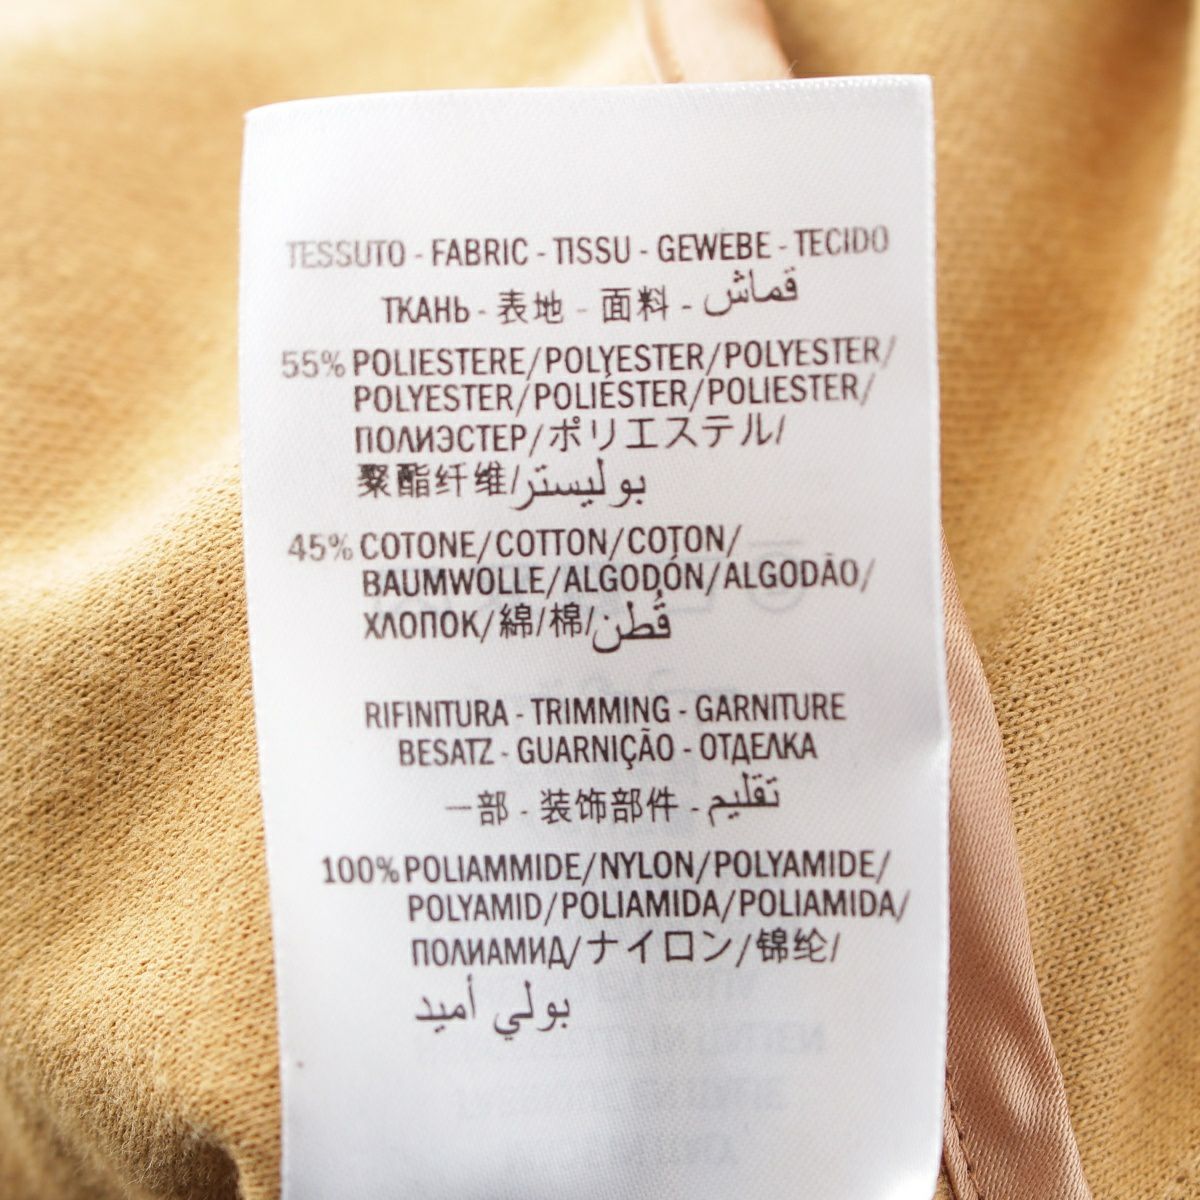 TESSUTO - FABRIC - TISSU - GEWEBE - TECIDO
ТКАНЬ - 表地 - 面料 - قماش
55% POLIESTERE/POLYESTER/POLYESTER/
POLYESTER/POLIÉSTER/POLIESTER/
ПОЛИЭСТЕР/ポリエステル/
聚酯纤维/بوليستر
45% COTONE/COTTON/COTON/
BAUMWOLLE/ALGODÓN/ALGODÃO/
ХЛОПОК/綿/棉/قُطن
RIFINITURA - TRIMMING - GARNITURE
BESATZ - GUARNIÇÃO - ОТДЕЛКА
一部 - 装饰部件 - تقليم
100% POLIAMMIDE/NYLON/POLYAMIDE/
POLYAMID/POLIAMIDA/POLIAMIDA/
ПОЛИАМИД/ナイロン/锦纶/
بولي أميد